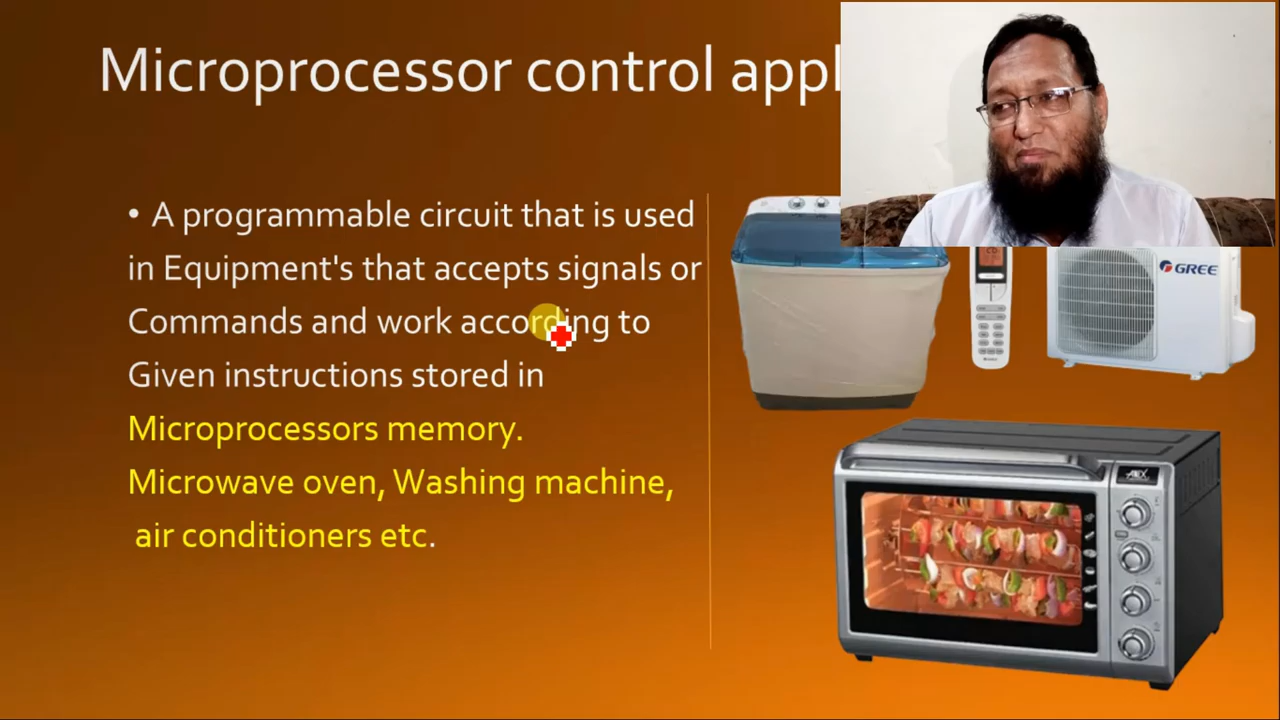 Microprocessor control appl
• A programmable circuit that is used
in Equipment's that accepts signals or
Commands and work according to
Given instructions stored in
Microprocessors memory.
Microwave oven, Washing machine,
air conditioners etc.
GREE